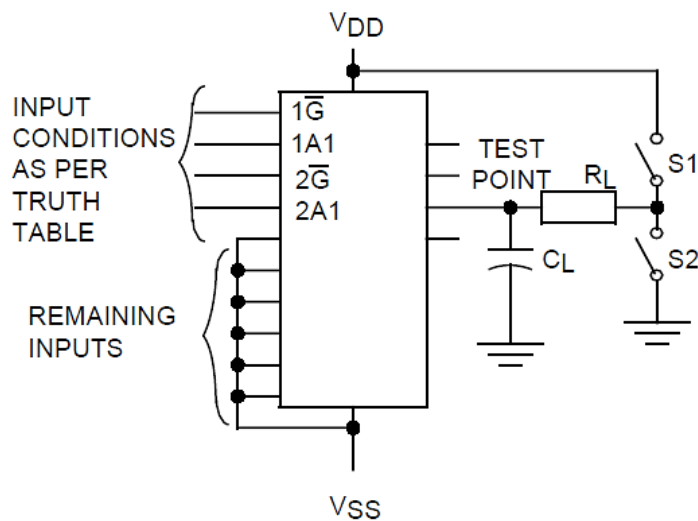 VDD
INPUT
CONDITIONS
AS PER
TRUTH
TABLE
1G̅
1A1
2G̅
2A1
TEST
POINT
RL
S1
CL
S2
REMAINING
INPUTS
VSS